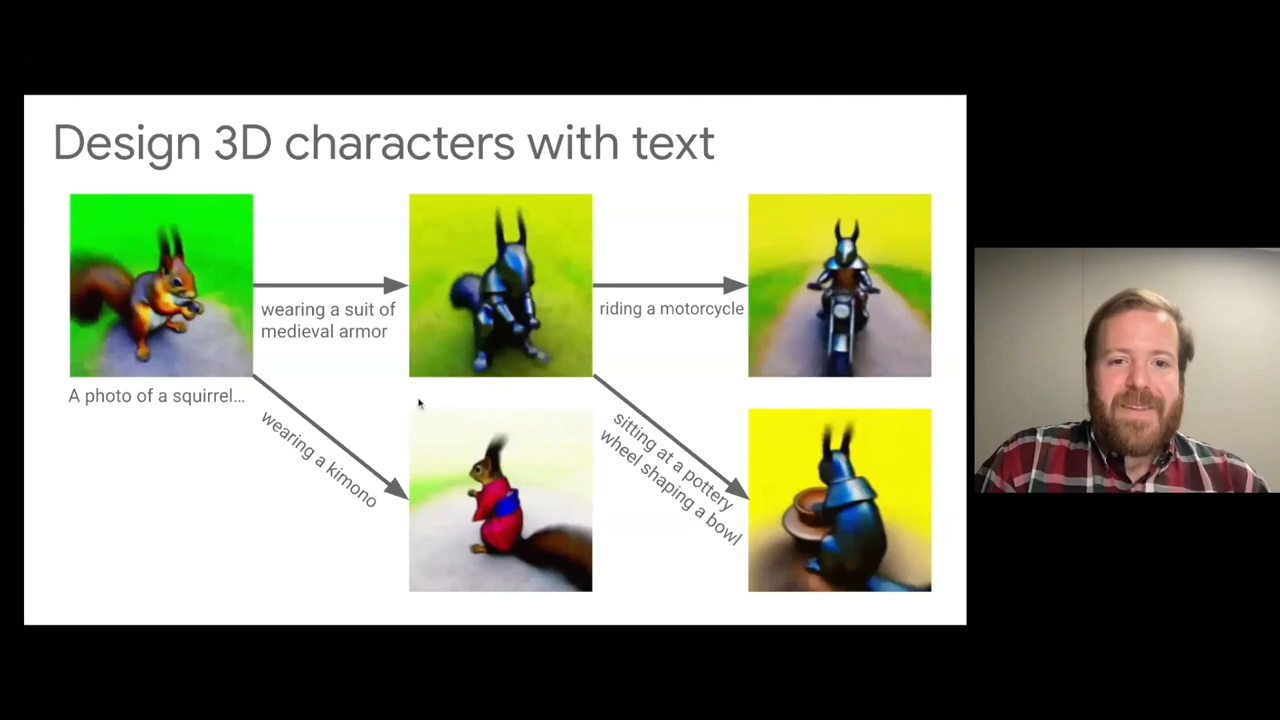 Design 3D characters with text
wearing a suit of
medieval armor
riding a motorcycle
A photo of a squirrel...
wearing a kimono
sitting at a pottery
wheel shaping a bowl